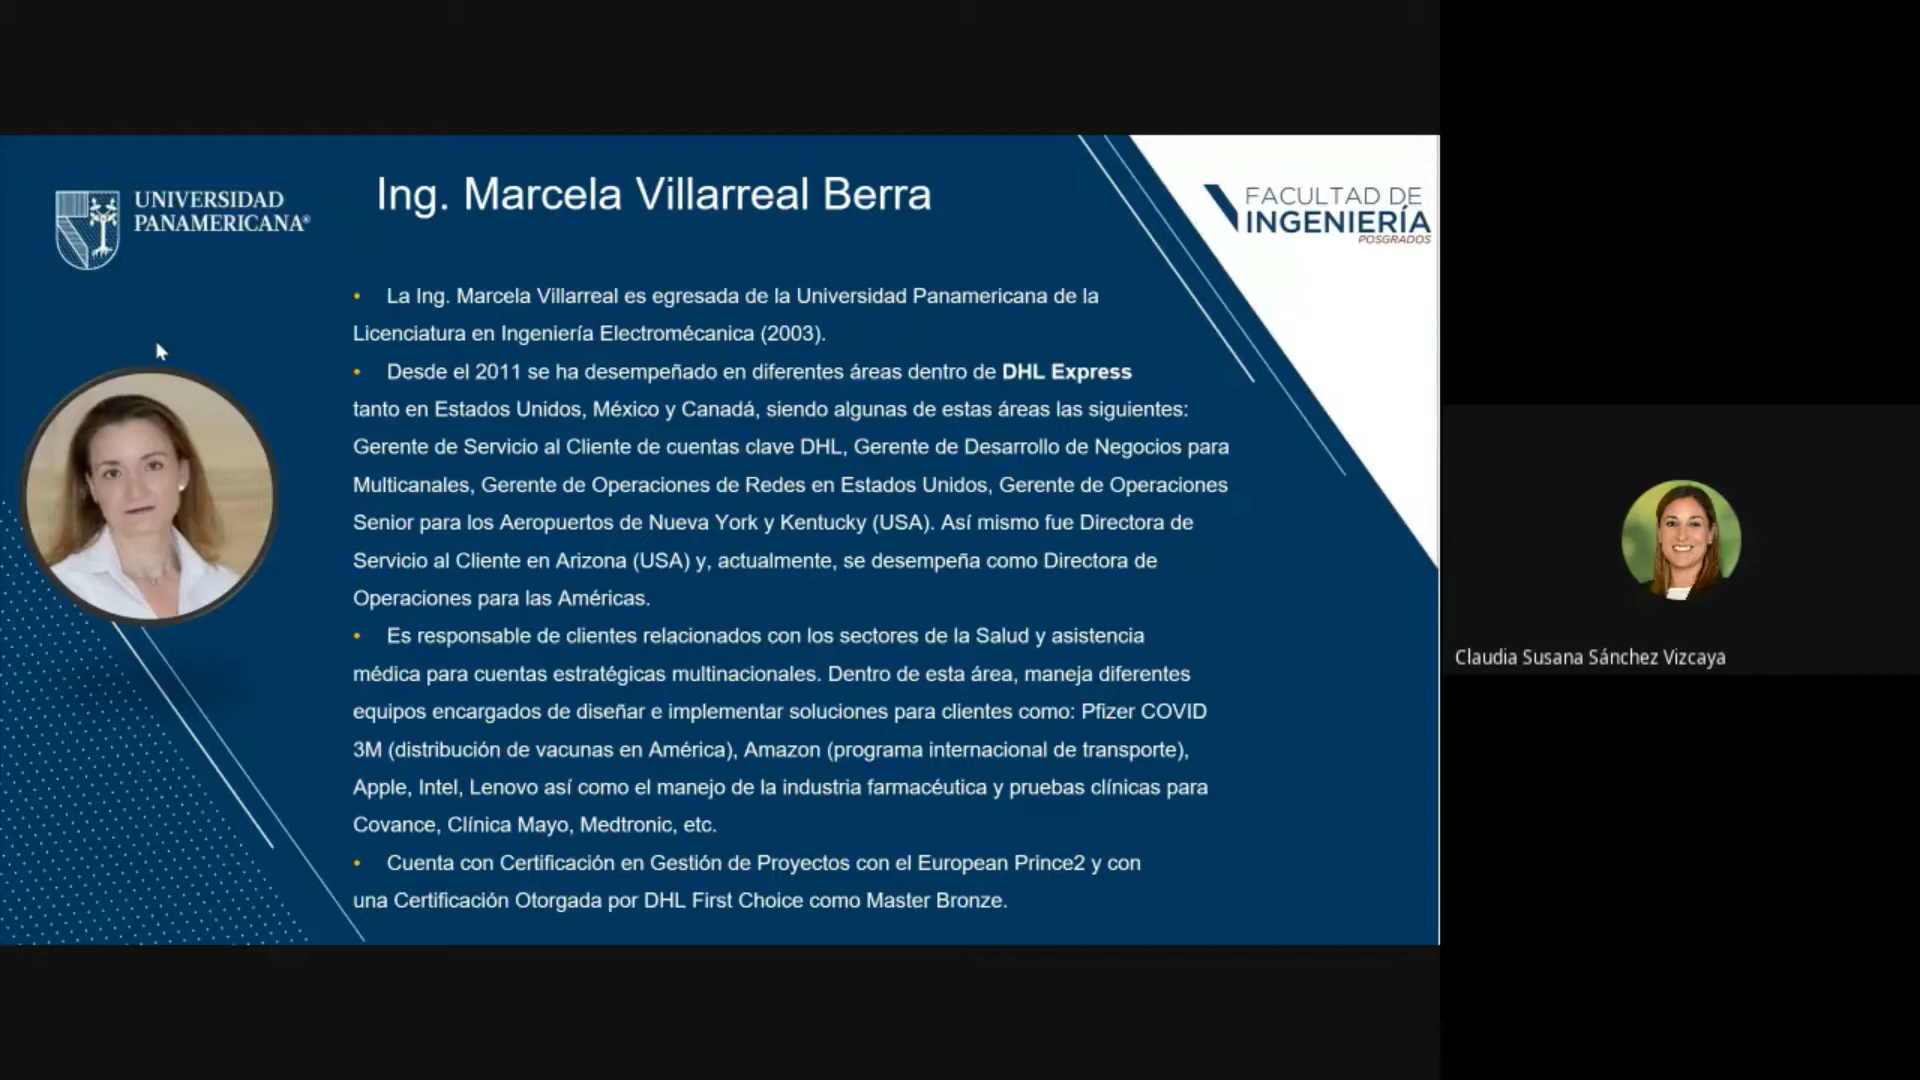 UNIVERSIDAD
PANAMERICANA®
Ing. Marcela Villarreal Berra
FACULTAD DE
INGENIERÍA
POSGRADOS
• La Ing. Marcela Villarreal es egresada de la Universidad Panamericana de la
Licenciatura en Ingeniería Electromécanica (2003).
• Desde el 2011 se ha desempeñado en diferentes áreas dentro de DHL Express
tanto en Estados Unidos, México y Canadá, siendo algunas de estas áreas las siguientes:
Gerente de Servicio al Cliente de cuentas clave DHL, Gerente de Desarrollo de Negocios para
Multicanales, Gerente de Operaciones de Redes en Estados Unidos, Gerente de Operaciones
Senior para los Aeropuertos de Nueva York y Kentucky (USA). Así mismo fue Directora de
Servicio al Cliente en Arizona (USA) y, actualmente, se desempeña como Directora de
Operaciones para las Américas.
• Es responsable de clientes relacionados con los sectores de la Salud y asistencia
médica para cuentas estratégicas multinacionales. Dentro de esta área, maneja diferentes
equipos encargados de diseñar e implementar soluciones para clientes como: Pfizer COVID
3M (distribución de vacunas en América), Amazon (programa internacional de transporte),
Apple, Intel, Lenovo así como el manejo de la industria farmacéutica y pruebas clínicas para
Covance, Clínica Mayo, Medtronic, etc.
• Cuenta con Certificación en Gestión de Proyectos con el European Prince2 y con
una Certificación Otorgada por DHL First Choice como Master Bronze.
Claudia Susana Sánchez Vizcaya